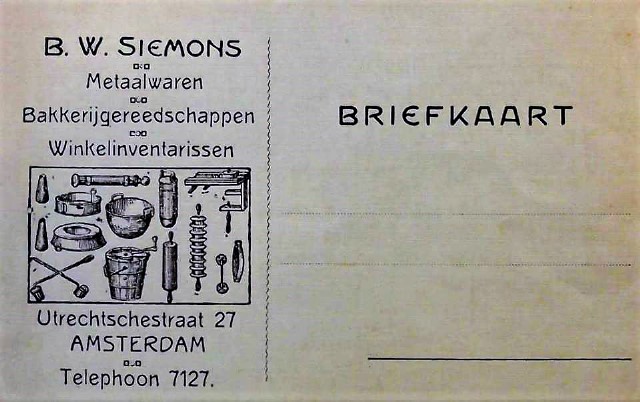 B. W. SIEMONS
Metaalwaren
Bakkerijgereedschappen
Winkelinventarissen
Utrechtschestraat 27
AMSTERDAM
Telephoon 7127.
BRIEFKAART